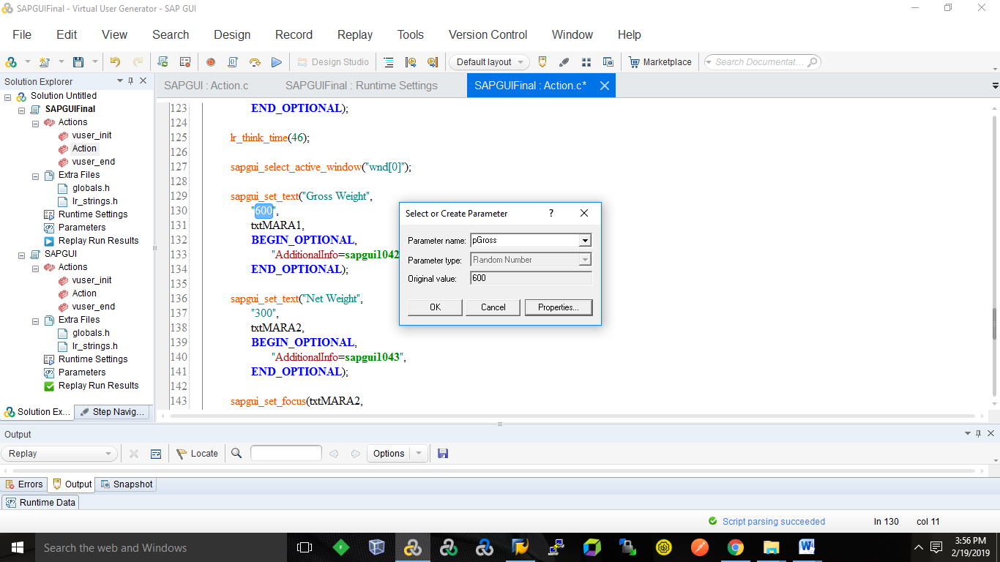 SAPGUIFinal - Virtual User Generator - SAP GUI
File Edit View Search Design Record Replay Tools Version Control Window Help
Design Studio Default layout Marketplace Search Documentat...
Solution Explorer
SAPGUI : Action.c SAPGUIFinal : Runtime Settings SAPGUIFinal : Action.c*
Solution Untitled
SAPGUIFinal
Actions
vuser_init
Action
vuser_end
Extra Files
globals.h
lr_strings.h
Runtime Settings
Parameters
Replay Run Results
SAPGUI
Actions
vuser_init
Action
vuser_end
Extra Files
globals.h
lr_strings.h
Runtime Settings
Parameters
Replay Run Results
Solution Ex... Step Navig...
123 END_OPTIONAL);
124
125 lr_think_time(46);
126
127 sapgui_select_active_window("wnd[0]");
128
129 sapgui_set_text("Gross Weight",
130 "600",
131 txtMARA1,
132 BEGIN_OPTIONAL,
133 "AdditionalInfo=sapgui1042
134 END_OPTIONAL);
135
136 sapgui_set_text("Net Weight",
137 "300",
138 txtMARA2,
139 BEGIN_OPTIONAL,
140 "AdditionalInfo=sapgui1043",
141 END_OPTIONAL);
142
143 sapgui_set_focus(txtMARA2,
Select or Create Parameter ?
Parameter name: pGross
Parameter type: Random Number
Original value: 600
OK Cancel Properties...
Output
Replay Locate Options
Errors Output Snapshot
Runtime Data
Script parsing succeeded ln 130 col 11
Search the web and Windows
3:56 PM
2/19/2019